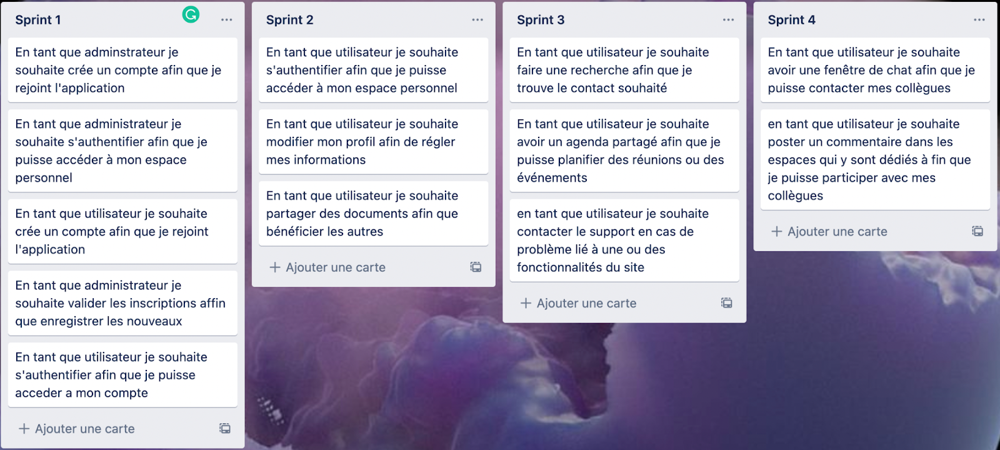 Sprint 1
En tant que adminstrateur je
souhaite crée un compte afin que je
rejoint l'application
En tant que administrateur je
souhaite s'authentifier afin que je
puisse accéder à mon espace
personnel
En tant que utilisateur je souhaite
crée un compte afin que je rejoint
l'application
En tant que administrateur je
souhaite valider les inscriptions affin
que enregistrer les nouveaux
En tant que utilisateur je souhaite
s'authentifier afin que je puisse
acceder a mon compte
+ Ajouter une carte
Sprint 2
En tant que utilisateur je souhaite
s'authentifier afin que je puisse
accéder à mon espace personnel
En tant que utilisateur je souhaite
modifier mon profil afin de régler
mes informations
En tant que utilisateur je souhaite
partager des documents afin que
bénéficier les autres
+ Ajouter une carte
Sprint 3
En tant que utilisateur je souhaite
faire une recherche afin que je
trouve le contact souhaité
En tant que utilisateur je souhaite
avoir un agenda partagé afin que je
puisse planifier des réunions ou des
événements
en tant que utilisateur je souhaite
contacter le support en cas de
problème lié à une ou des
fonctionnalités du site
+ Ajouter une carte
Sprint 4
En tant que utilisateur je souhaite
avoir une fenêtre de chat afin que je
puisse contacter mes collègues
en tant que utilisateur je souhaite
poster un commentaire dans les
espaces qui y sont dédiés à fin que
je puisse participer avec mes
collègues
+ Ajouter une carte